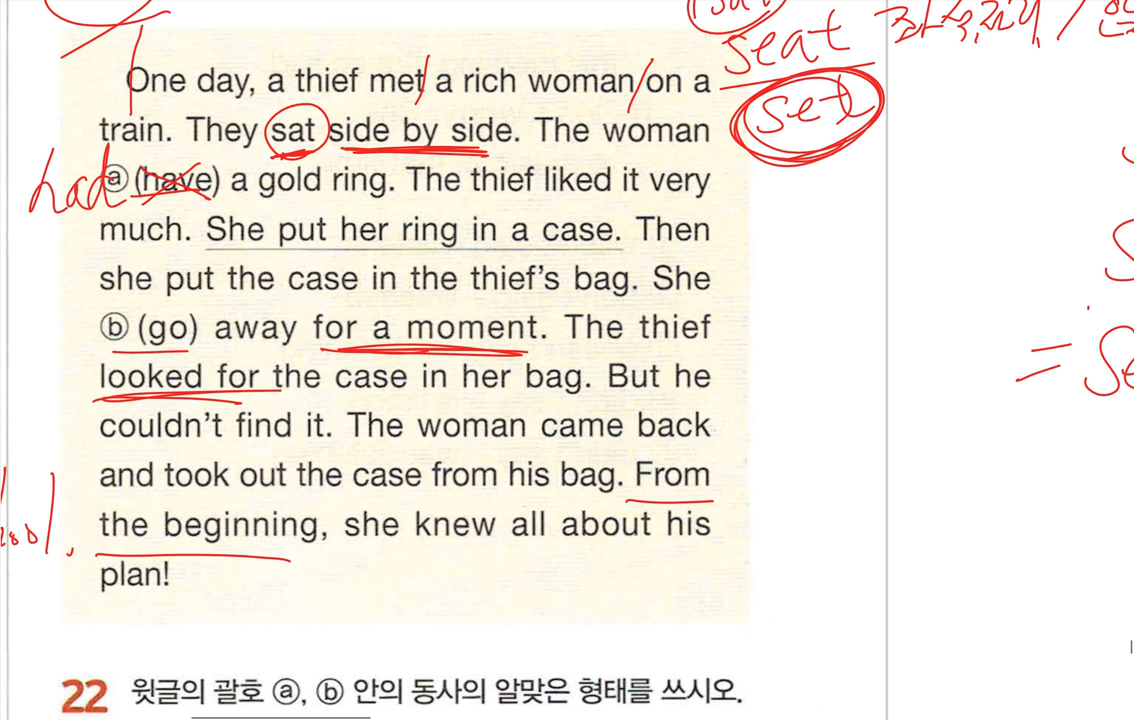 seat 좌석, 자리, /
set
One day, a thief met a rich woman on a
train. They sat side by side. The woman
had ⓐ (have) a gold ring. The thief liked it very
much. She put her ring in a case. Then
she put the case in the thief's bag. She
ⓑ (go) away for a moment. The thief
looked for the case in her bag. But he
couldn't find it. The woman came back
and took out the case from his bag. From
the beginning, she knew all about his
plan!
22 윗글의 괄호 ⓐ, ⓑ 안의 동사의 알맞은 형태를 쓰시오.